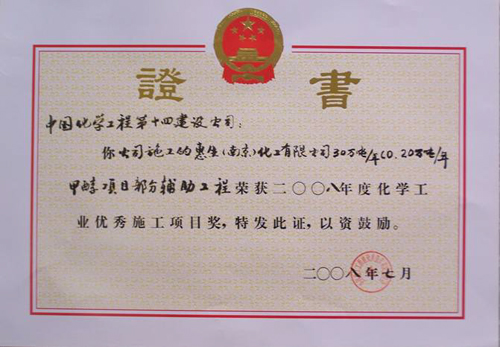 證書
中国化学工程第十四建设公司：
你公司施工的惠生(南京)化工有限公司30万吨/年CO、20万吨/年
甲醇项目部分辅助工程荣获二〇〇八年度化学工
业优秀施工项目奖，特发此证，以资鼓励。
二〇〇八年七月